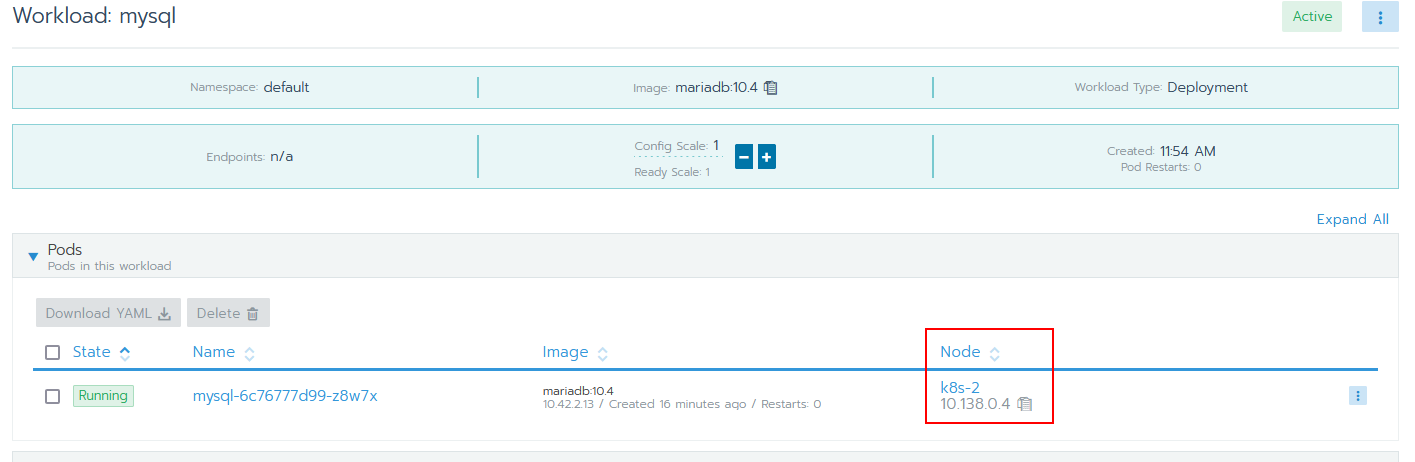 Workload: mysql
Active
Namespace: default
Image: mariadb:10.4
Workload Type: Deployment
Endpoints: n/a
Config Scale: 1
Ready Scale: 1
Created: 11:54 AM
Pod Restarts: 0
Expand All
Pods
Pods in this workload
Download YAML
Delete
State
Name
Image
Node
Running
mysql-6c76777d99-z8w7x
mariadb:10.4
10.42.2.13 / Created 16 minutes ago / Restarts: 0
k8s-2
10.138.0.4